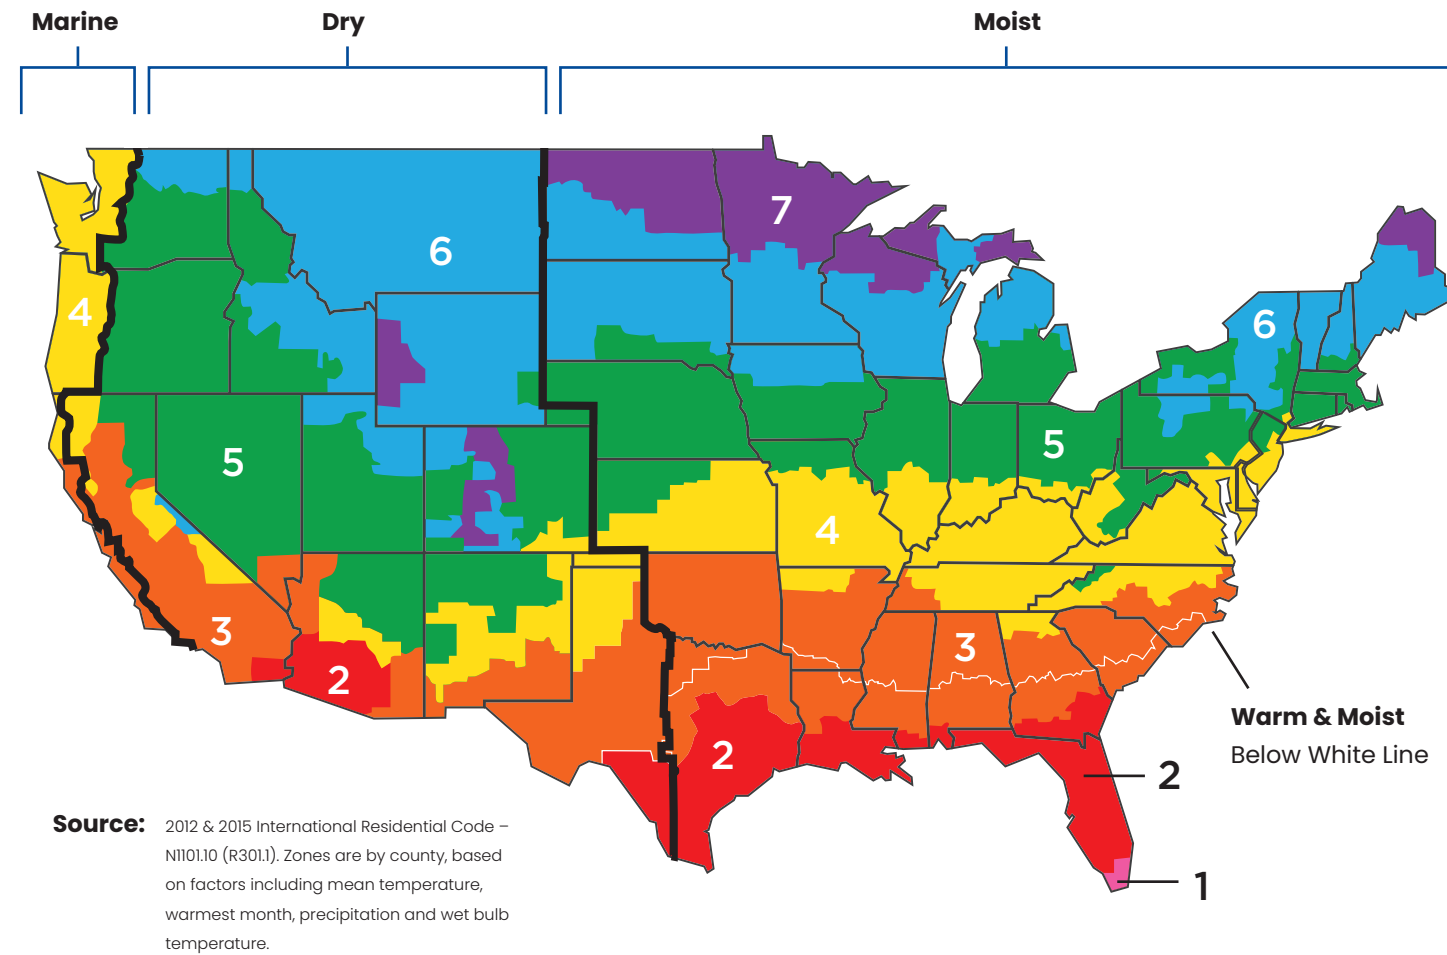 Marine
Dry
Moist
7
6
4
6
5
5
4
3
3
2
2
Warm & Moist
Below White Line
2
1
Source:
2012 & 2015 International Residential Code –
N1101.10 (R301.1). Zones are by county, based
on factors including mean temperature,
warmest month, precipitation and wet bulb
temperature.